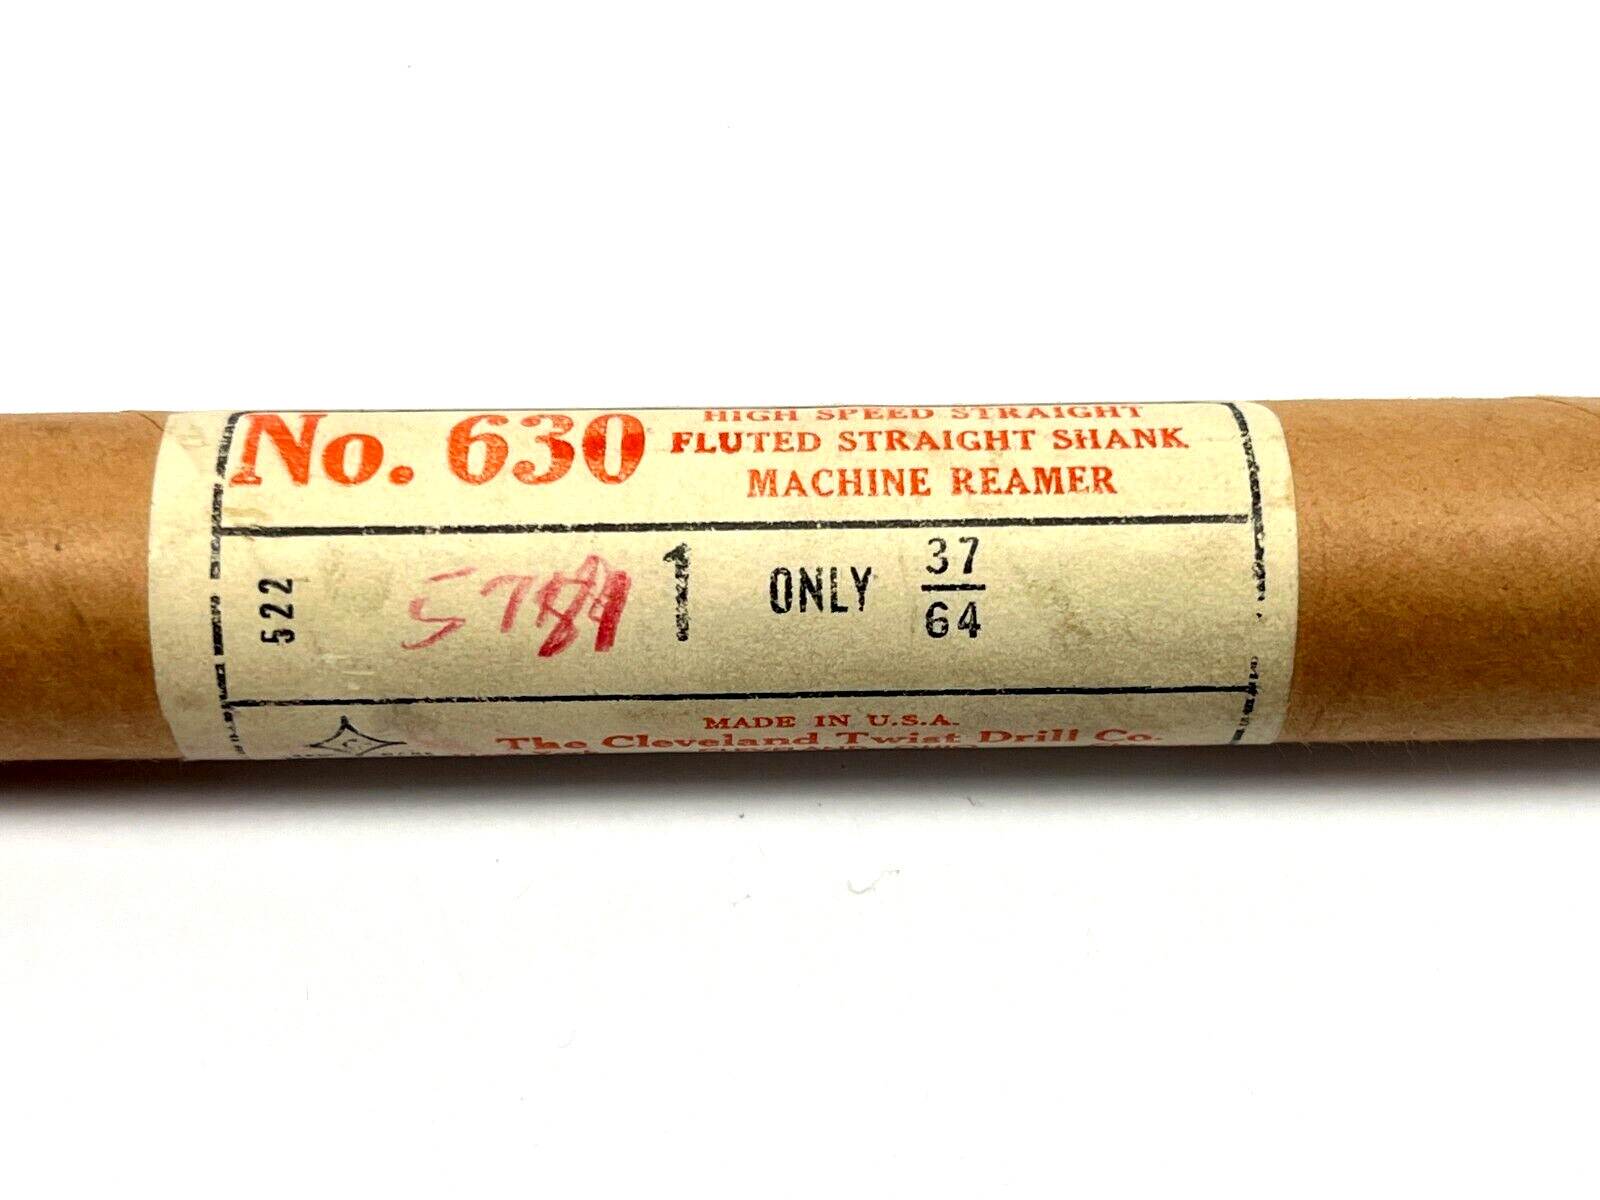 No. 630
HIGH SPEED STRAIGHT
FLUTED STRAIGHT SHANK
MACHINE REAMER
522
1 ONLY 37/64
MADE IN U.S.A.
The Cleveland Twist Drill Co.